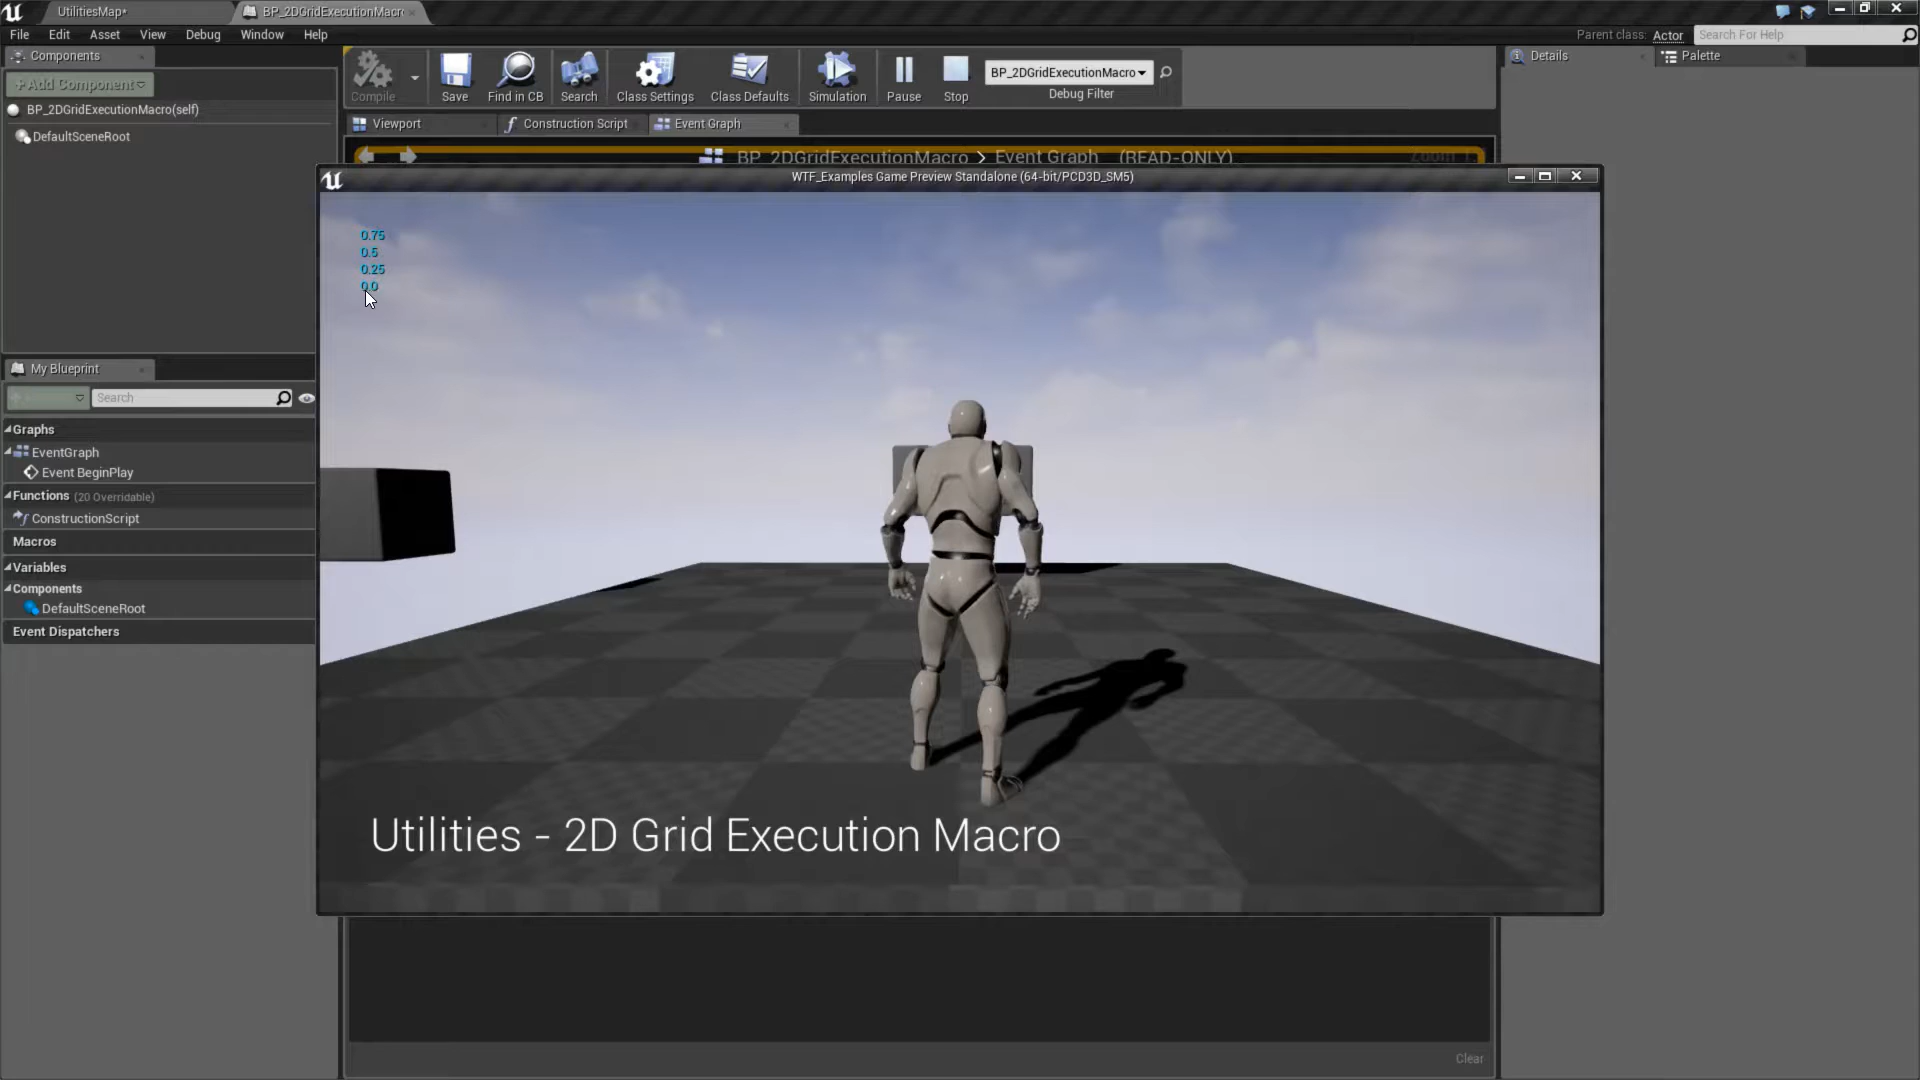 UtilitiesMap*
BP_2DGridExecutionMacro
File Edit Asset View Debug Window Help
Parent class: Actor
Search For Help
Components
Details
Palette
+Add Component
Compile
Save
Find in CB
Search
Class Settings
Class Defaults
Simulation
Pause
Stop
BP_2DGridExecutionMacro
Debug Filter
BP_2DGridExecutionMacro(self)
DefaultSceneRoot
Viewport
Construction Script
Event Graph
BP_2DGridExecutionMacro > Event Graph (READ-ONLY)
WTF_Examples Game Preview Standalone (64-bit/PCD3D_SM5)
0.75
0.5
0.25
0.0
My Blueprint
Search
Graphs
EventGraph
Event BeginPlay
Functions (20 Overridable)
ConstructionScript
Macros
Variables
Components
DefaultSceneRoot
Event Dispatchers
Utilities - 2D Grid Execution Macro
Clear